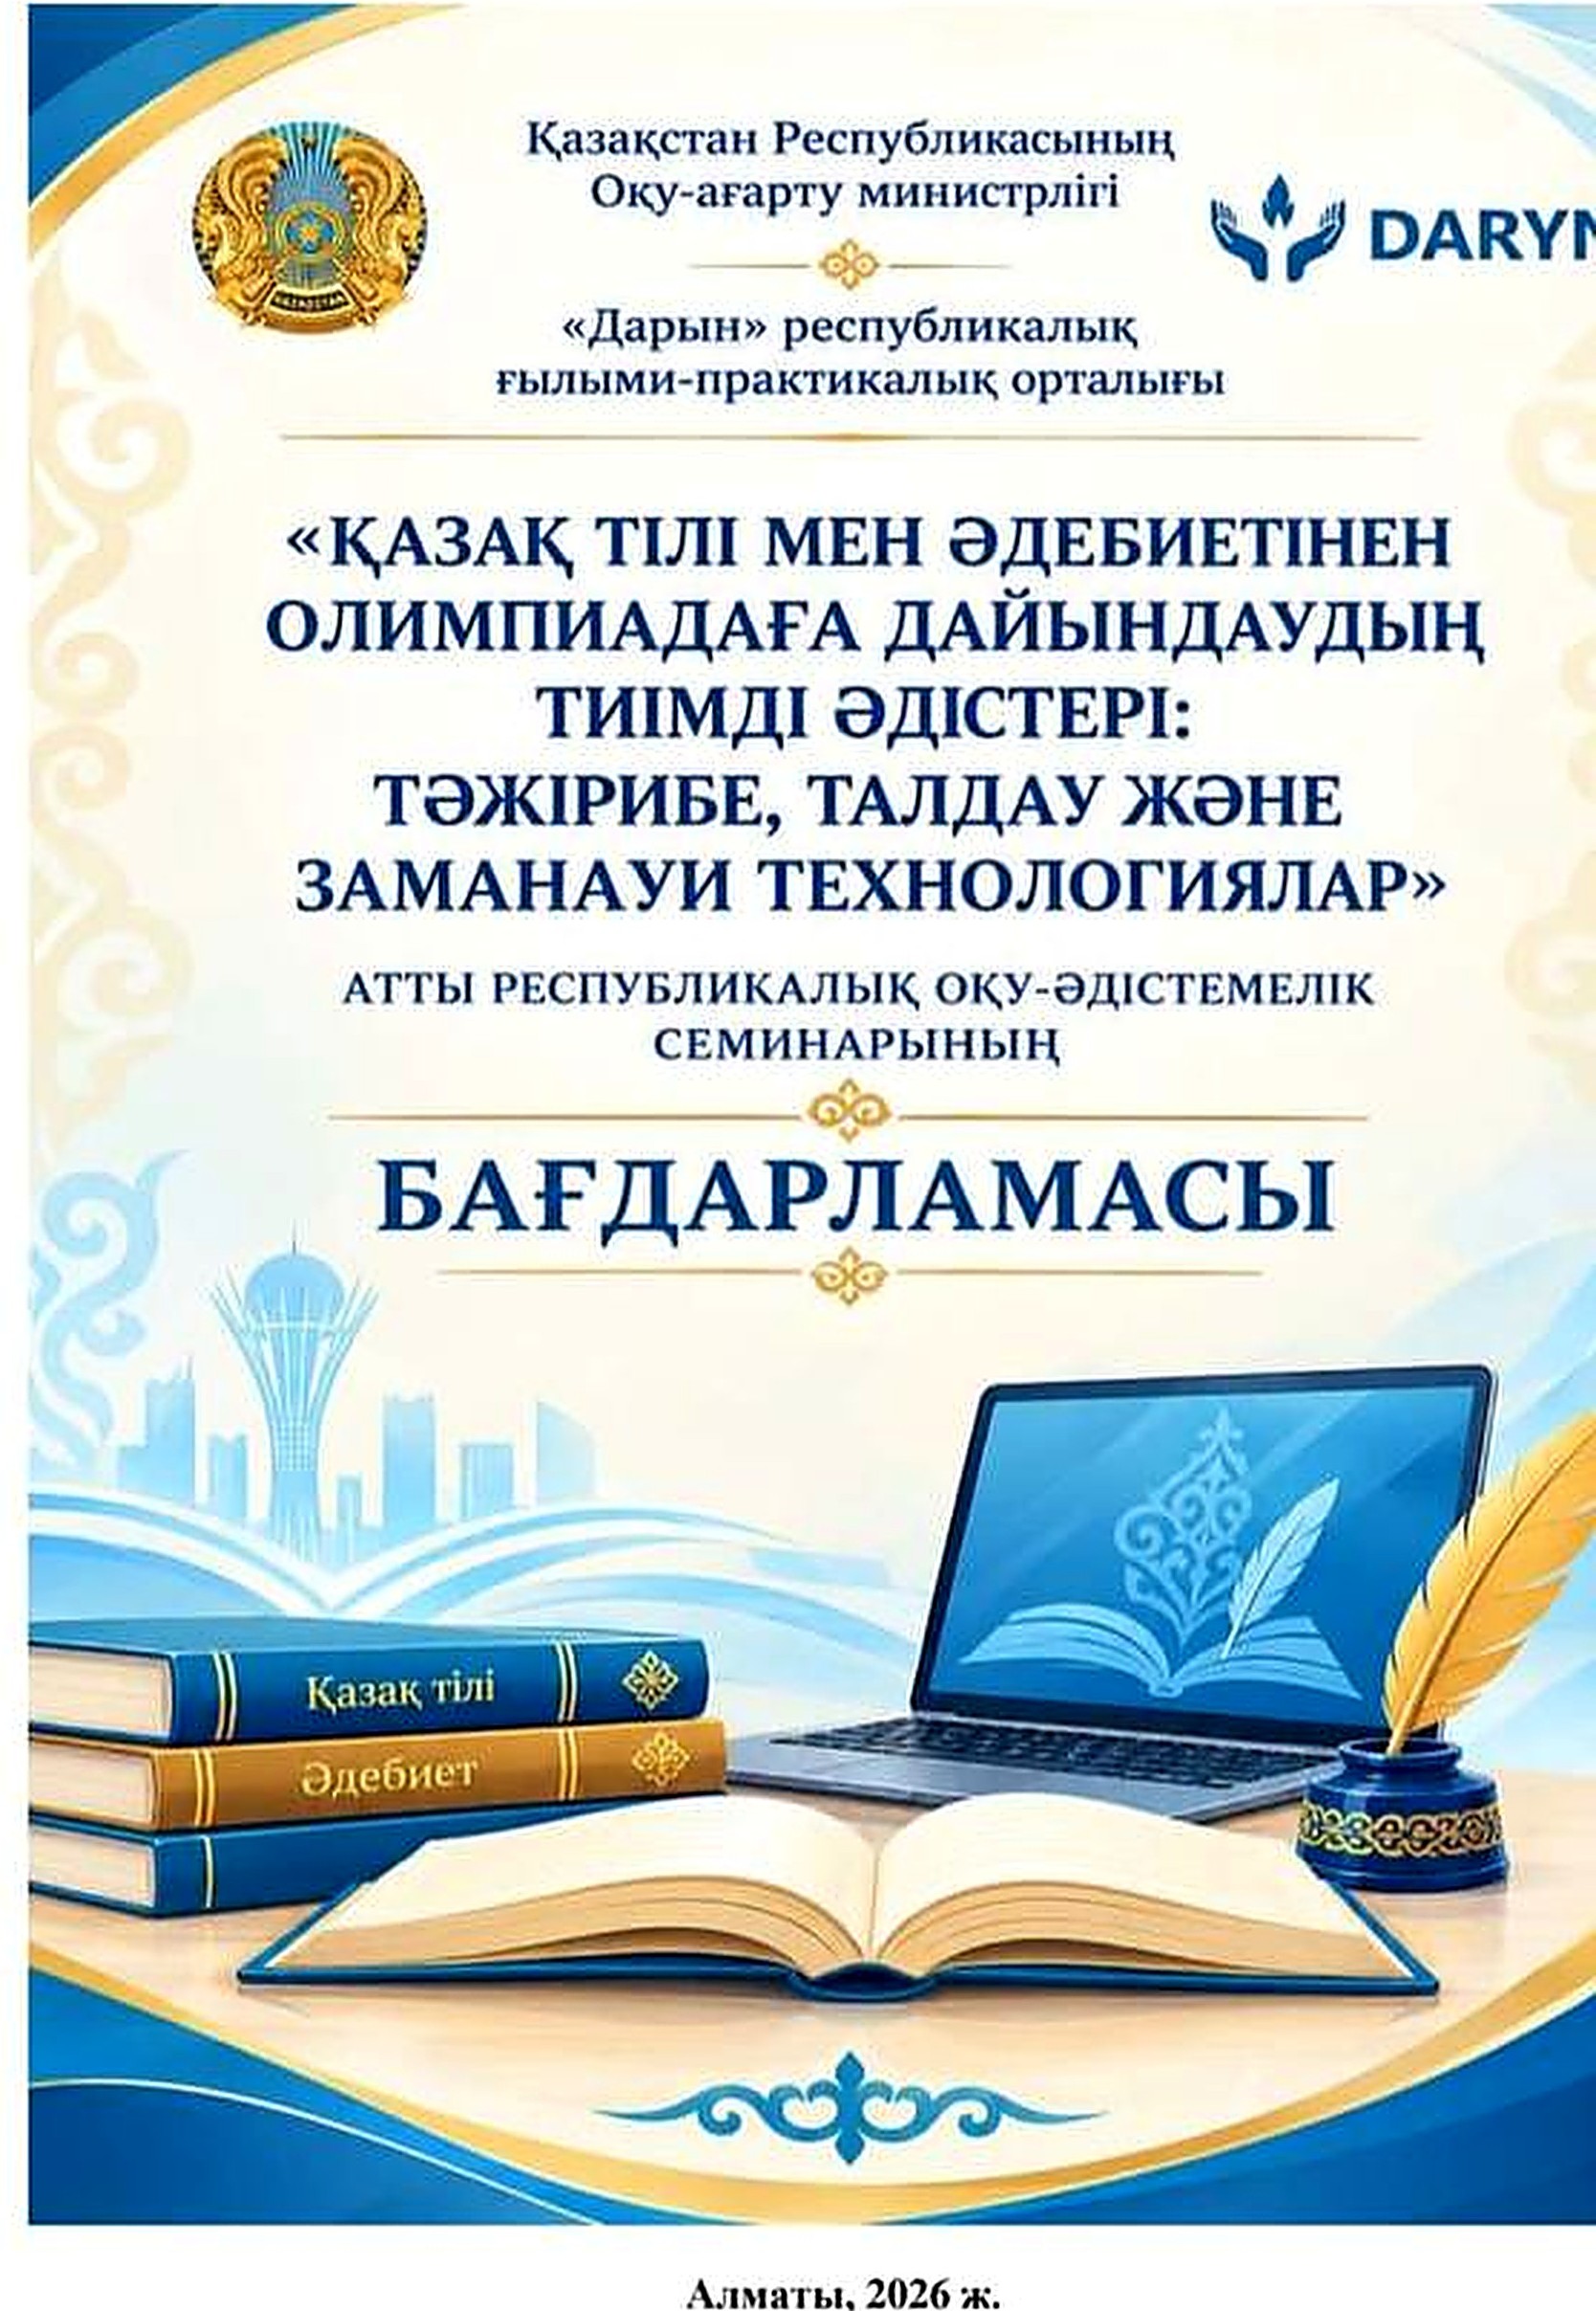 Қазақстан Республикасының
Оқу-ағарту министрлігі
DARYN
«Дарын» республикалық
ғылыми-практикалық орталығы
«ҚАЗАҚ ТІЛІ МЕН ӘДЕБИЕТІНЕН
ОЛИМПИАДАҒА ДАЙЫНДАУДЫҢ
ТИІМДІ ӘДІСТЕРІ:
ТӘЖІРИБЕ, ТАЛДАУ ЖӘНЕ
ЗАМАНАУИ ТЕХНОЛОГИЯЛАР»
АТТЫ РЕСПУБЛИКАЛЫҚ ОҚУ-ӘДІСТЕМЕЛІК
СЕМИНАРЫНЫҢ
БАҒДАРЛАМАСЫ
Қазақ тілі
Әдебиет
Алматы, 2026 ж.